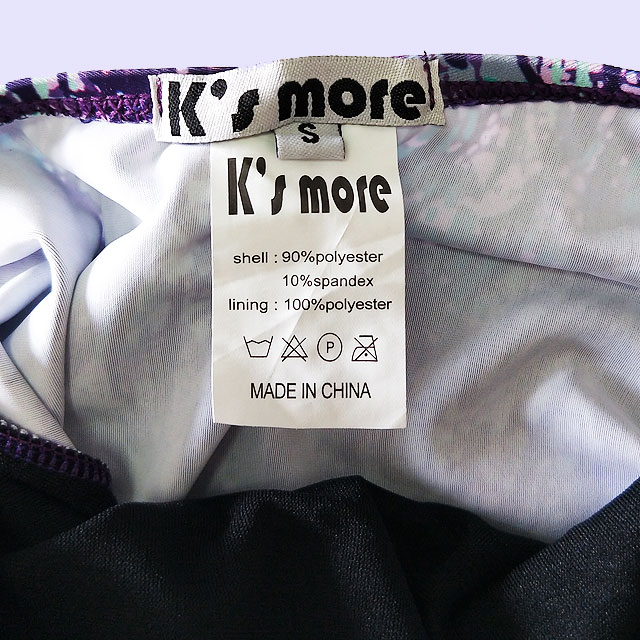 K's more
S
K's more
shell : 90%polyester
10%spandex
lining : 100%polyester
P
MADE IN CHINA